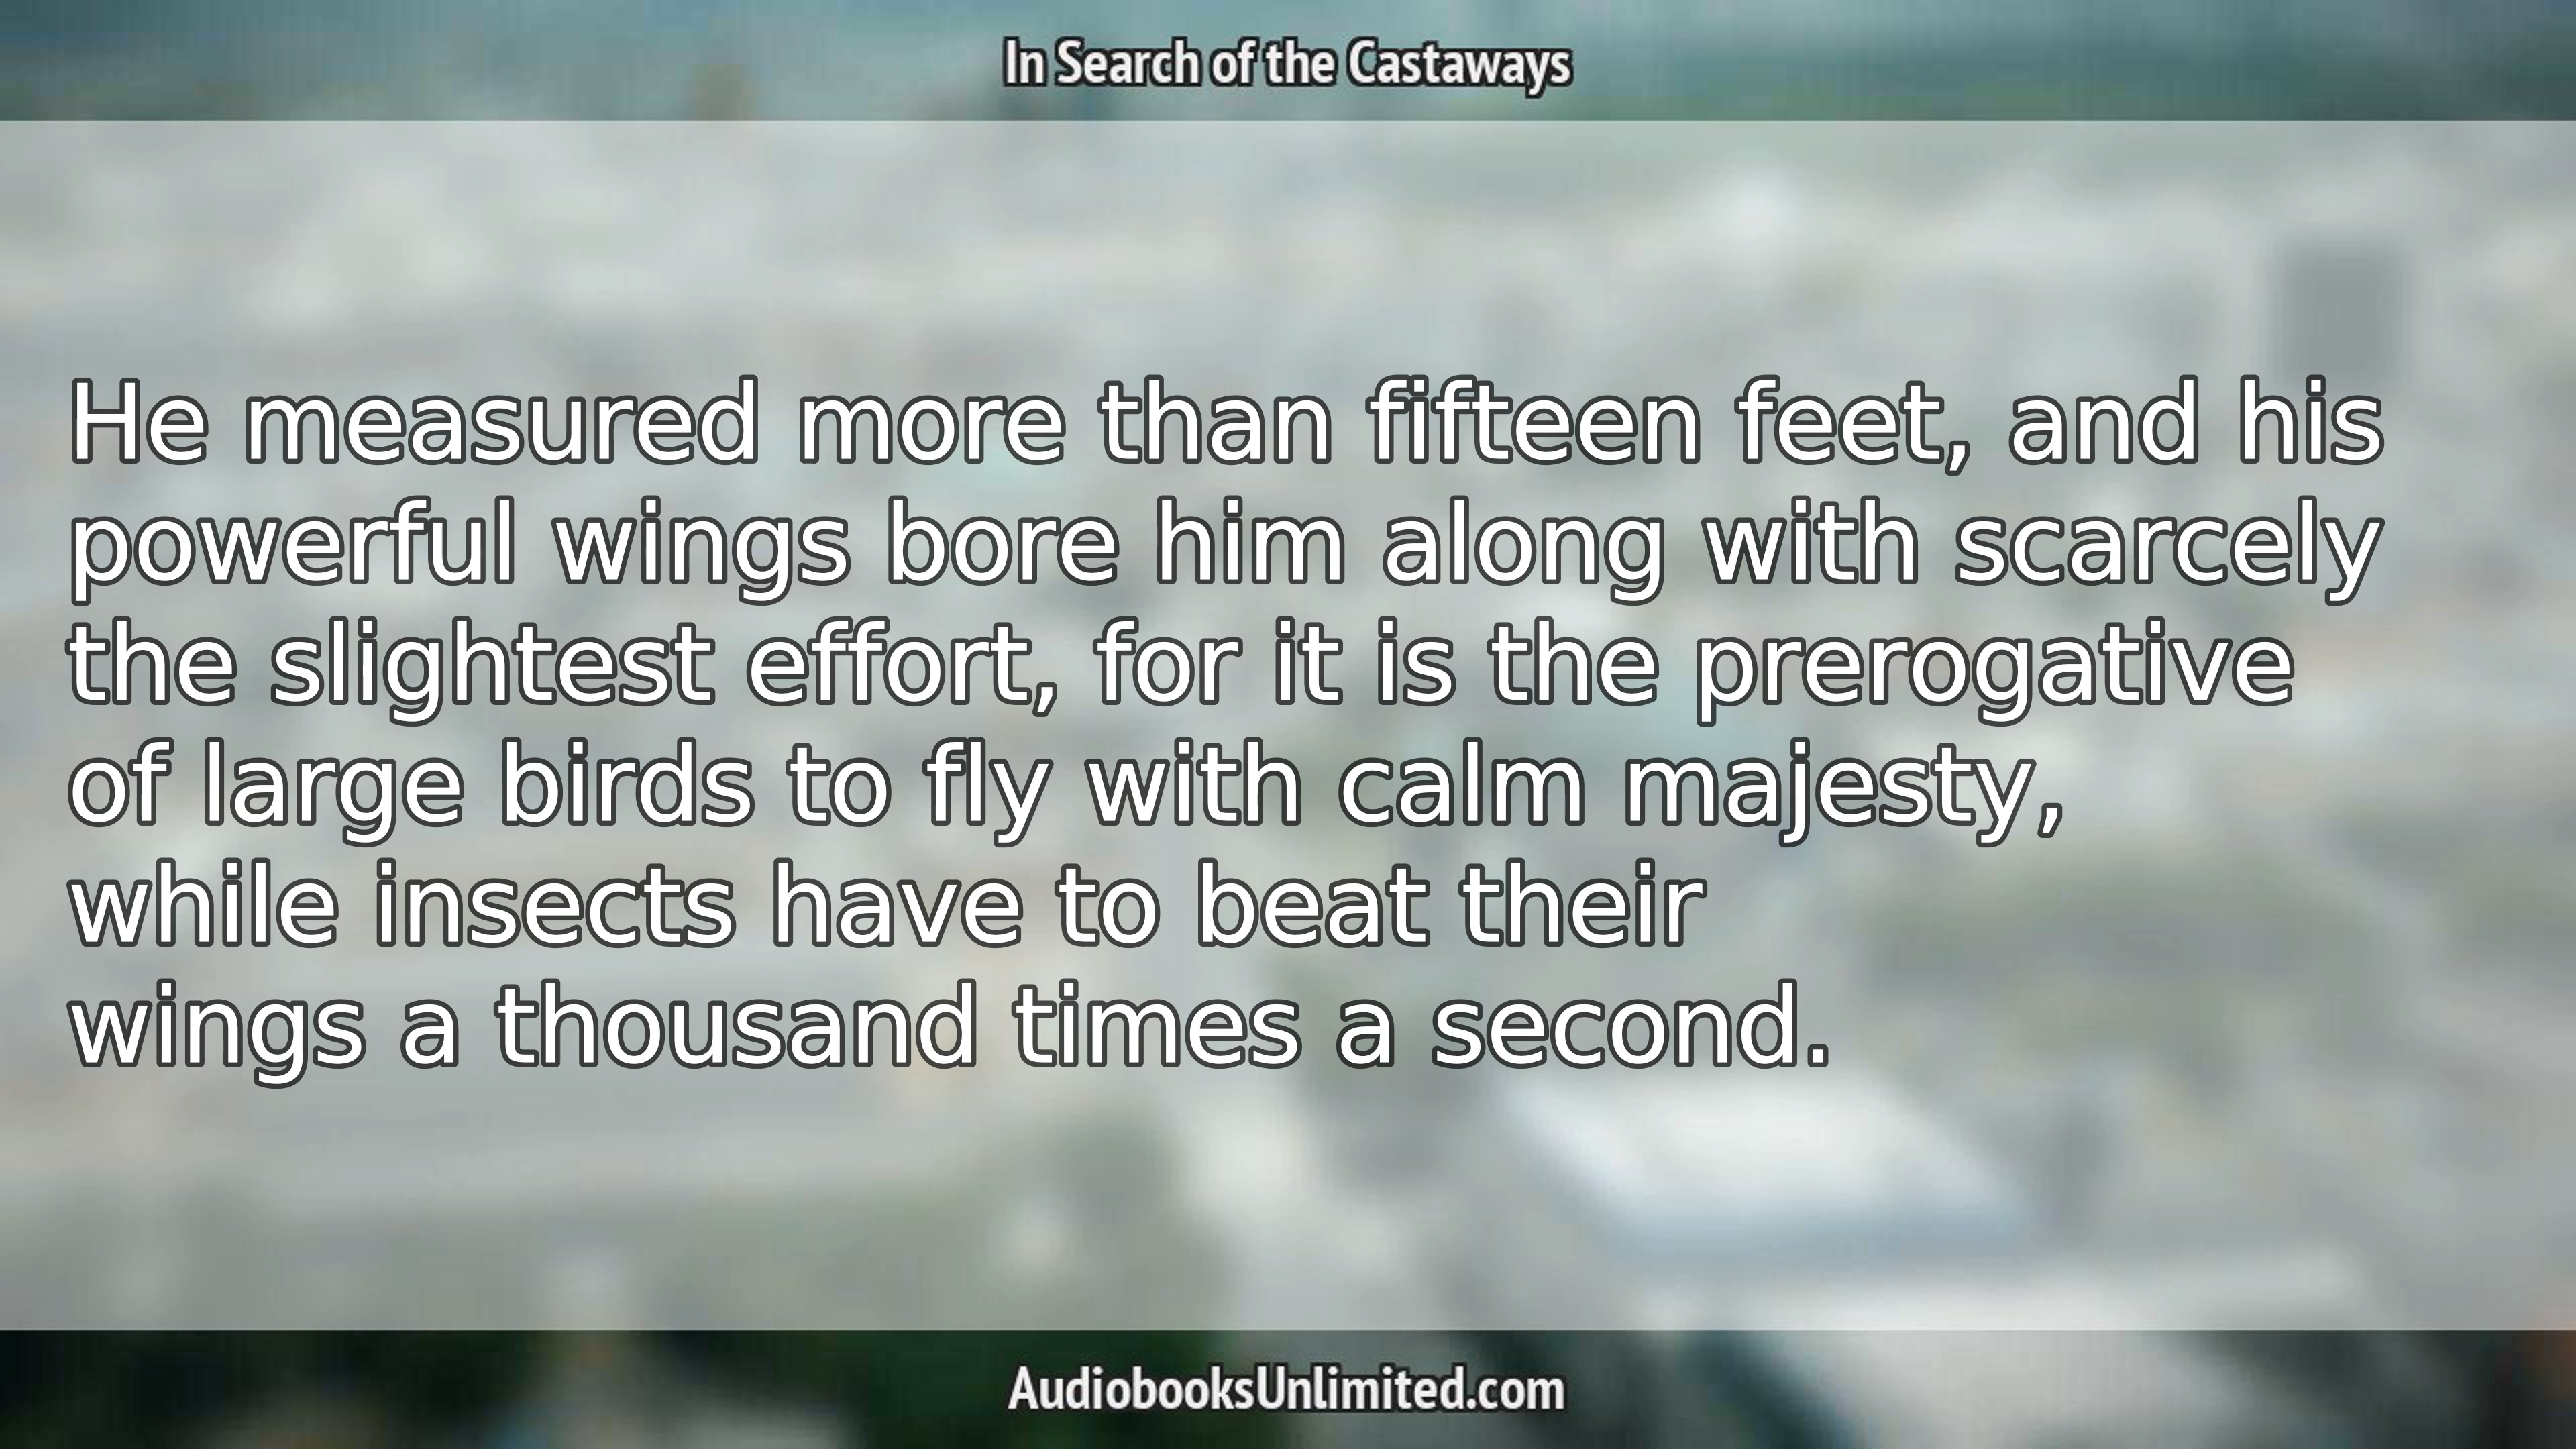 In Search of the Castaways
He measured more than fifteen feet, and his
powerful wings bore him along with scarcely
the slightest effort, for it is the prerogative
of large birds to fly with calm majesty,
while insects have to beat their
wings a thousand times a second.
AudiobooksUnlimited.com